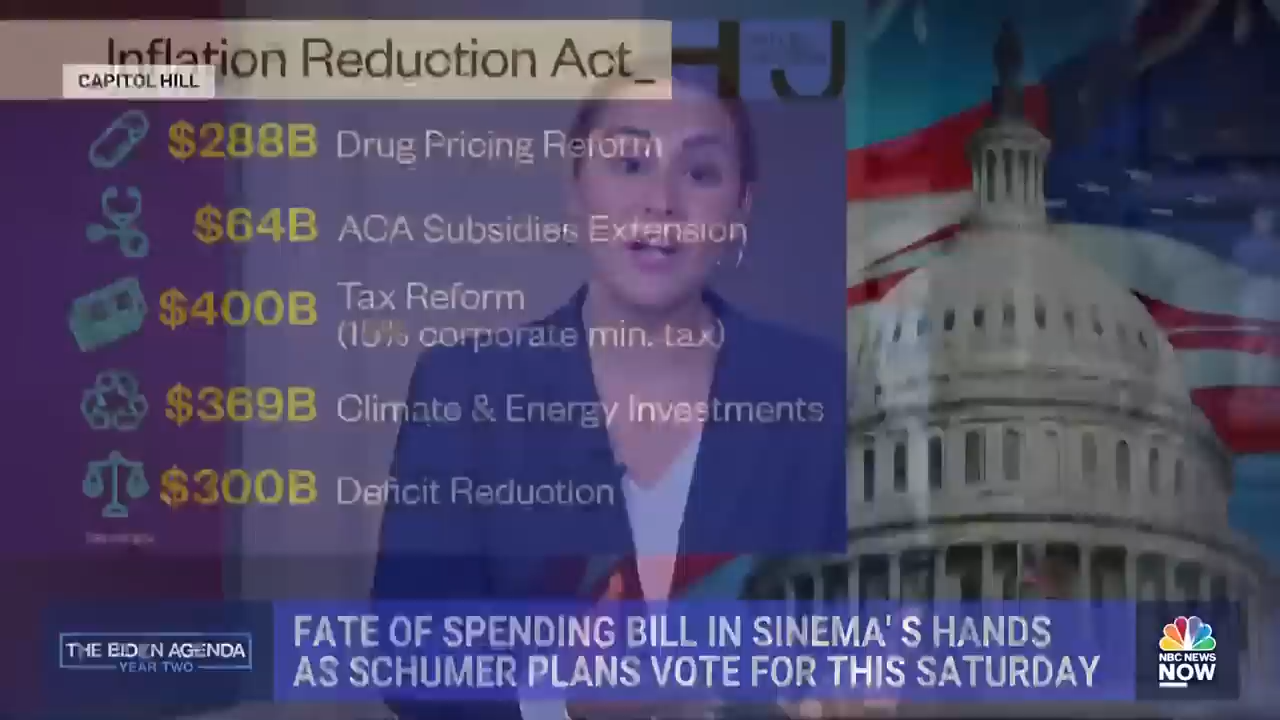 Inflation Reduction Act_
CAPITOL HILL
$288B Drug Pricing Reform
$64B ACA Subsidies Extension
$400B Tax Reform
(15% corporate min. tax)
$369B Climate & Energy Investments
$300B Deficit Reduction
THE BIDEN AGENDA
YEAR TWO
FATE OF SPENDING BILL IN SINEMA'S HANDS
AS SCHUMER PLANS VOTE FOR THIS SATURDAY
NBC NEWS
NOW